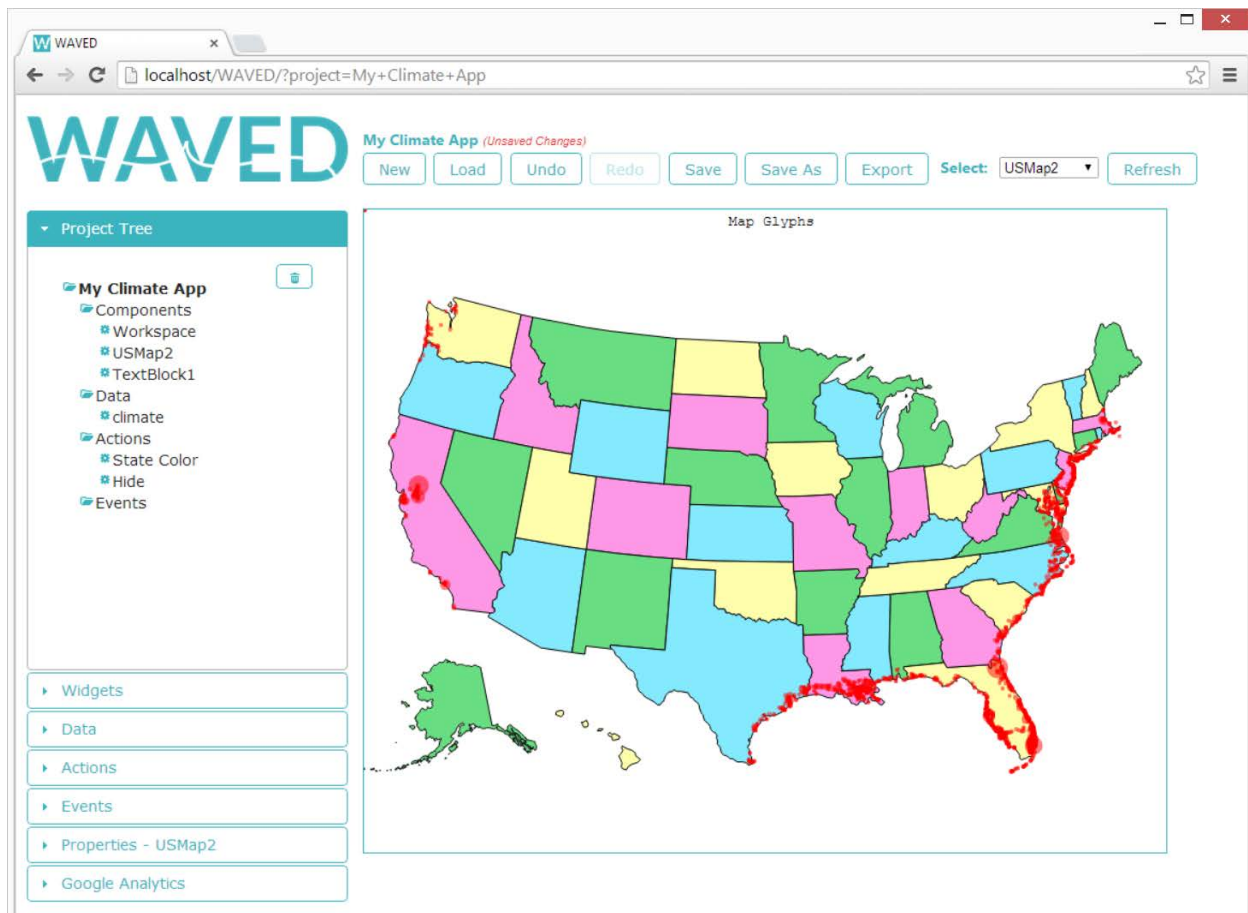 WAVED
localhost/WAVED/?project=My+Climate+App
WAVED
My Climate App (Unsaved Changes)
New Load Undo Redo Save Save As Export Select: USMap2 Refresh
Project Tree
My Climate App
Components
Workspace
USMap2
TextBlock1
Data
climate
Actions
State Color
Hide
Events
Widgets
Data
Actions
Events
Properties - USMap2
Google Analytics
Map Glyphs